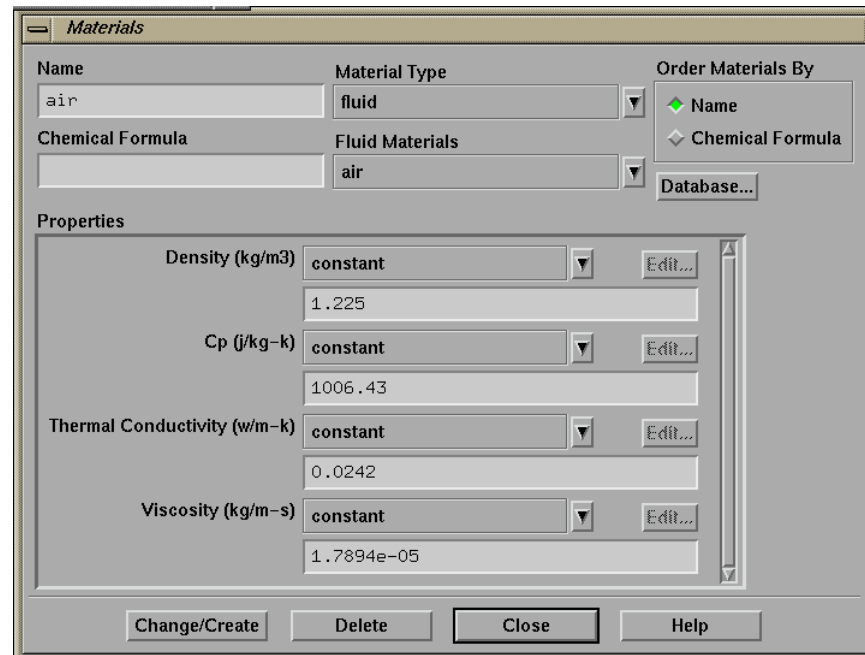 Materials
Name
Material Type
Order Materials By
air
fluid
Name
Chemical Formula
Chemical Formula
Fluid Materials
air
Database...
Properties
Density (kg/m3)
constant
Edit...
1.225
Cp (j/kg-k)
constant
Edit...
1006.43
Thermal Conductivity (w/m-k)
constant
Edit...
0.0242
Viscosity (kg/m-s)
constant
Edit...
1.7894e-05
Change/Create
Delete
Close
Help